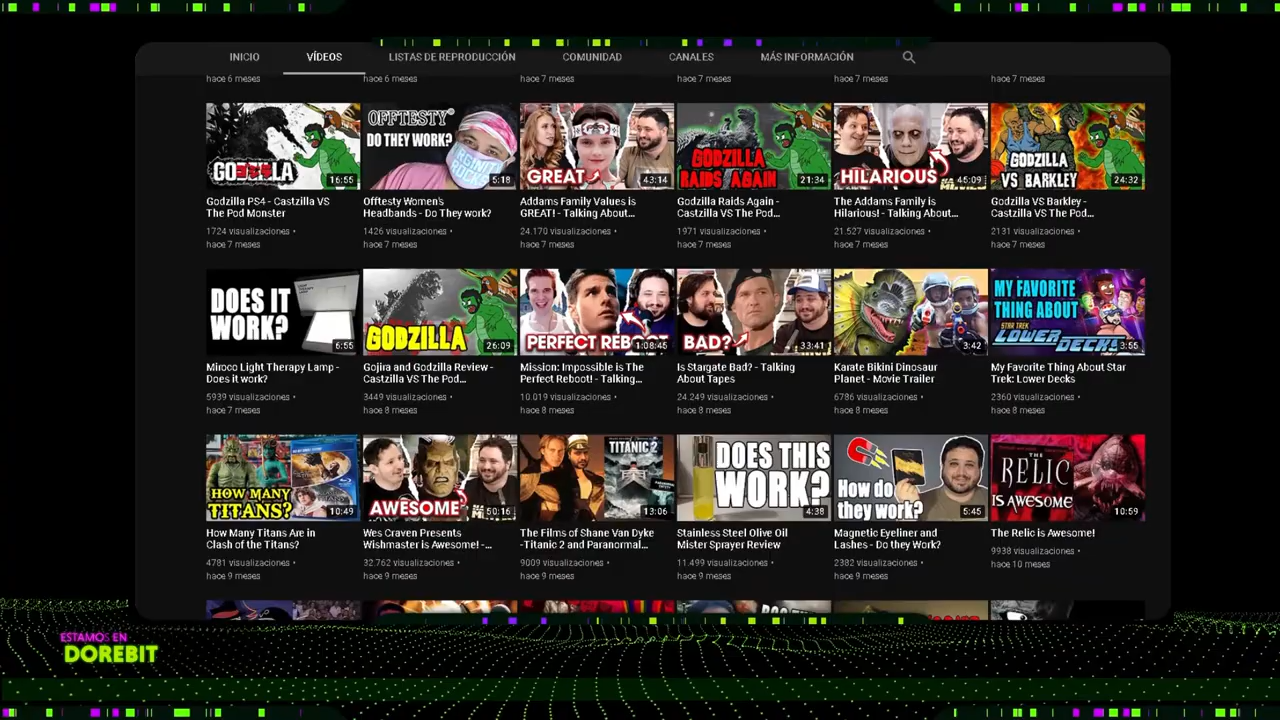 INICIO VÍDEOS LISTAS DE REPRODUCCIÓN COMUNIDAD CANALES MÁS INFORMACIÓN
hace 6 meses hace 6 meses hace 7 meses hace 7 meses hace 7 meses hace 7 meses
GODZILLA
16:55
Godzilla PS4 - Castzilla VS
The Pod Monster
1724 visualizaciones •
hace 7 meses
OFFTESTY
DO THEY WORK?
5:18
Offtesty Women's
Headbands - Do They work?
1426 visualizaciones •
hace 7 meses
GREAT
43:14
Addams Family Values is
GREAT! - Talking About...
24.170 visualizaciones •
hace 7 meses
GODZILLA
RAIDS AGAIN
21:34
Godzilla Raids Again -
Castzilla VS The Pod...
1971 visualizaciones •
hace 7 meses
HILARIOUS
45:09
The Addams Family is
Hilarious! - Talking About...
21.527 visualizaciones •
hace 7 meses
GODZILLA
VS BARKLEY
24:32
Godzilla VS Barkley -
Castzilla VS The Pod...
2131 visualizaciones •
hace 7 meses
DOES IT
WORK?
6:55
Miroco Light Therapy Lamp -
Does it work?
5939 visualizaciones •
hace 7 meses
GODZILLA
26:09
Gojira and Godzilla Review -
Castzilla VS The Pod...
3449 visualizaciones •
hace 8 meses
PERFECT REBOOT
1:08:45
Mission: Impossible is The
Perfect Reboot! - Talking...
10.019 visualizaciones •
hace 8 meses
BAD?
33:41
Is Stargate Bad? - Talking
About Tapes
24.249 visualizaciones •
hace 8 meses
3:42
Karate Bikini Dinosaur
Planet - Movie Trailer
6786 visualizaciones •
hace 8 meses
MY FAVORITE
THING ABOUT
STAR TREK
LOWER DECKS
3:55
My Favorite Thing About Star
Trek: Lower Decks
2360 visualizaciones •
hace 8 meses
HOW MANY
TITANS?
10:49
How Many Titans Are in
Clash of the Titans?
4781 visualizaciones •
hace 9 meses
AWESOME
50:16
Wes Craven Presents
Wishmaster is Awesome! -...
32.762 visualizaciones •
hace 9 meses
TITANIC 2
13:06
The Films of Shane Van Dyke
-Titanic 2 and Paranormal...
9009 visualizaciones •
hace 9 meses
DOES THIS
WORK?
4:38
Stainless Steel Olive Oil
Mister Sprayer Review
11.499 visualizaciones •
hace 9 meses
How do
they work?
5:45
Magnetic Eyeliner and
Lashes - Do they Work?
2382 visualizaciones •
hace 9 meses
THE
RELIC
IS AWESOME
10:59
The Relic is Awesome!
9938 visualizaciones •
hace 10 meses
ESTAMOS EN
DOREBIT